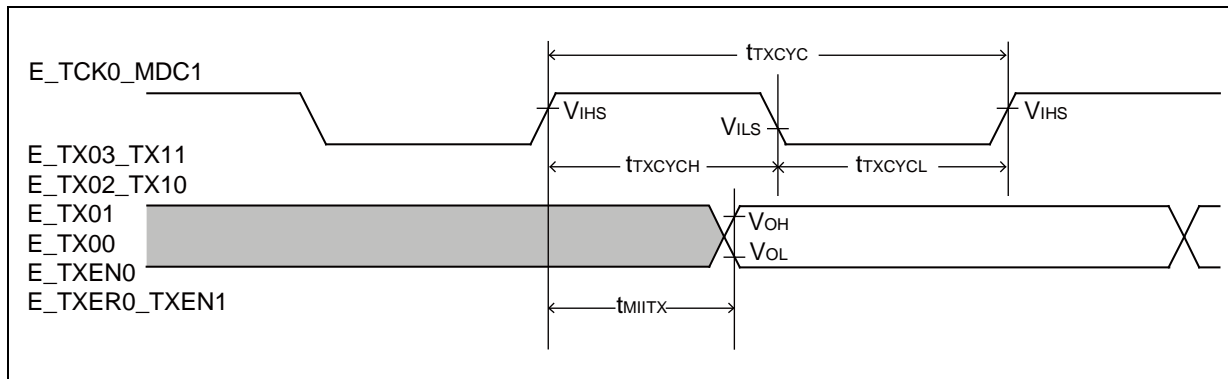 tTXCYC
E_TCK0_MDC1
VIHS
VILS
VIHS
E_TX03_TX11
tTXCYCH
tTXCYCL
E_TX02_TX10
E_TX01
VOH
E_TX00
VOL
E_TXEN0
E_TXER0_TXEN1
tMIITX